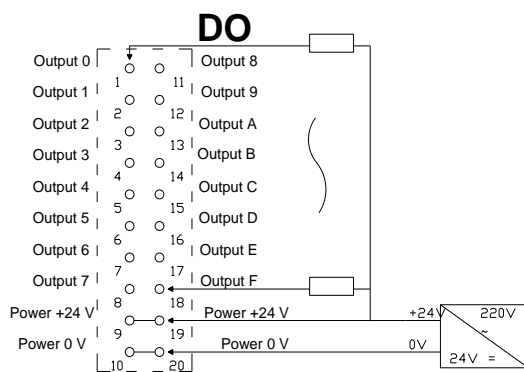 DO
Output 0 Output 8
1 11
Output 1 Output 9
2 12
Output 2 Output A
3 13
Output 3 Output B
4 14
Output 4 Output C
5 15
Output 5 Output D
6 16
Output 6 Output E
7 17
Output 7 Output F
8 18
Power +24 V Power +24 V +24V 220V
9 19 ~
Power 0 V Power 0 V 0V
10 20 24V =